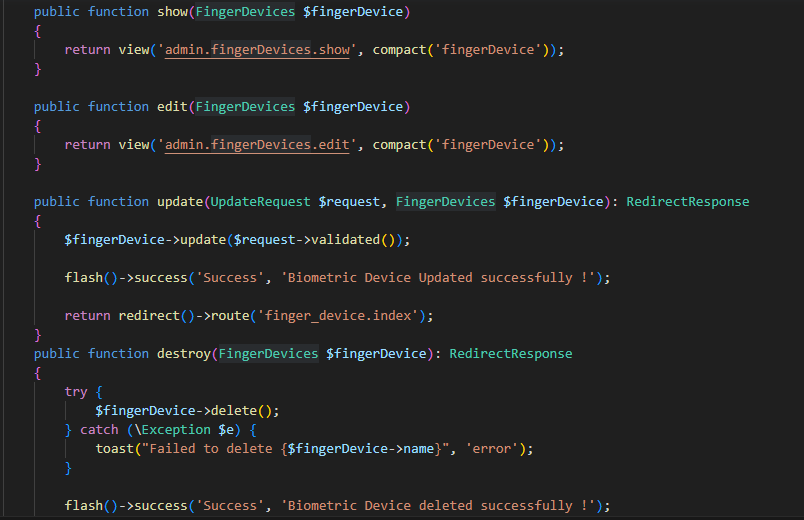 public function show(FingerDevices $fingerDevice)
{
    return view('admin.fingerDevices.show', compact('fingerDevice'));
}
public function edit(FingerDevices $fingerDevice)
{
    return view('admin.fingerDevices.edit', compact('fingerDevice'));
}
public function update(UpdateRequest $request, FingerDevices $fingerDevice): RedirectResponse
{
    $fingerDevice->update($request->validated());
    flash()->success('Success', 'Biometric Device Updated successfully !');
    return redirect()->route('finger_device.index');
}
public function destroy(FingerDevices $fingerDevice): RedirectResponse
{
    try {
        $fingerDevice->delete();
    } catch (\Exception $e) {
        toast("Failed to delete {$fingerDevice->name}", 'error');
    }
    flash()->success('Success', 'Biometric Device deleted successfully !');